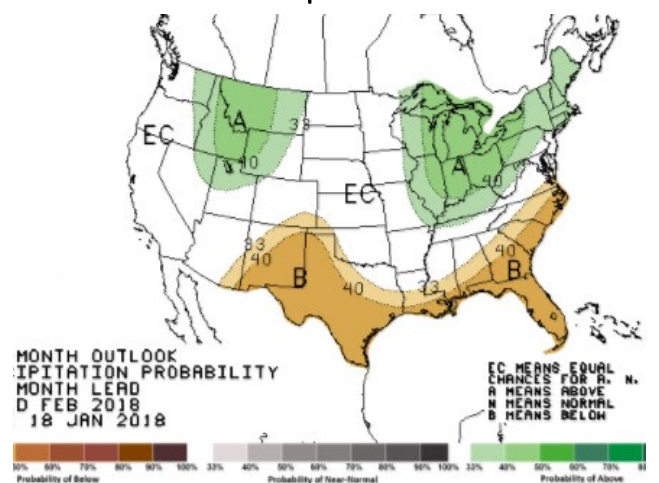 A
33
EC
40
A
40
EC
33
40
B
40
33
40
B
MONTH OUTLOOK
IPITATION PROBABILITY
MONTH LEAD
D FEB 2018
18 JAN 2018
EC MEANS EQUAL
CHANCES FOR A, N,
A MEANS ABOVE
N MEANS NORMAL
B MEANS BELOW
60% 70% 80% 90% 100% 33% 40% 50% 60% 70% 80% 90% 100% 33% 40% 50% 60% 70% 80
Probability of Below Probability of Near-Normal Probability of Above